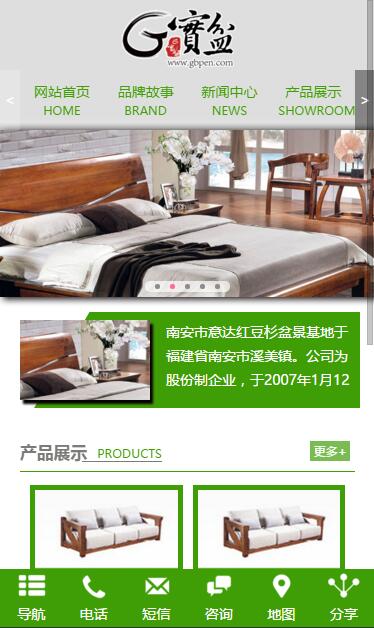 G實盆
www.gbpen.com
网站首页 品牌故事 新闻中心 产品展示
HOME BRAND NEWS SHOWROOM
< >
南安市意达红豆杉盆景基地于
福建省南安市溪美镇。公司为
股份制企业，于2007年1月12
产品展示 PRODUCTS 更多+
导航 电话 短信 咨询 地图 分享